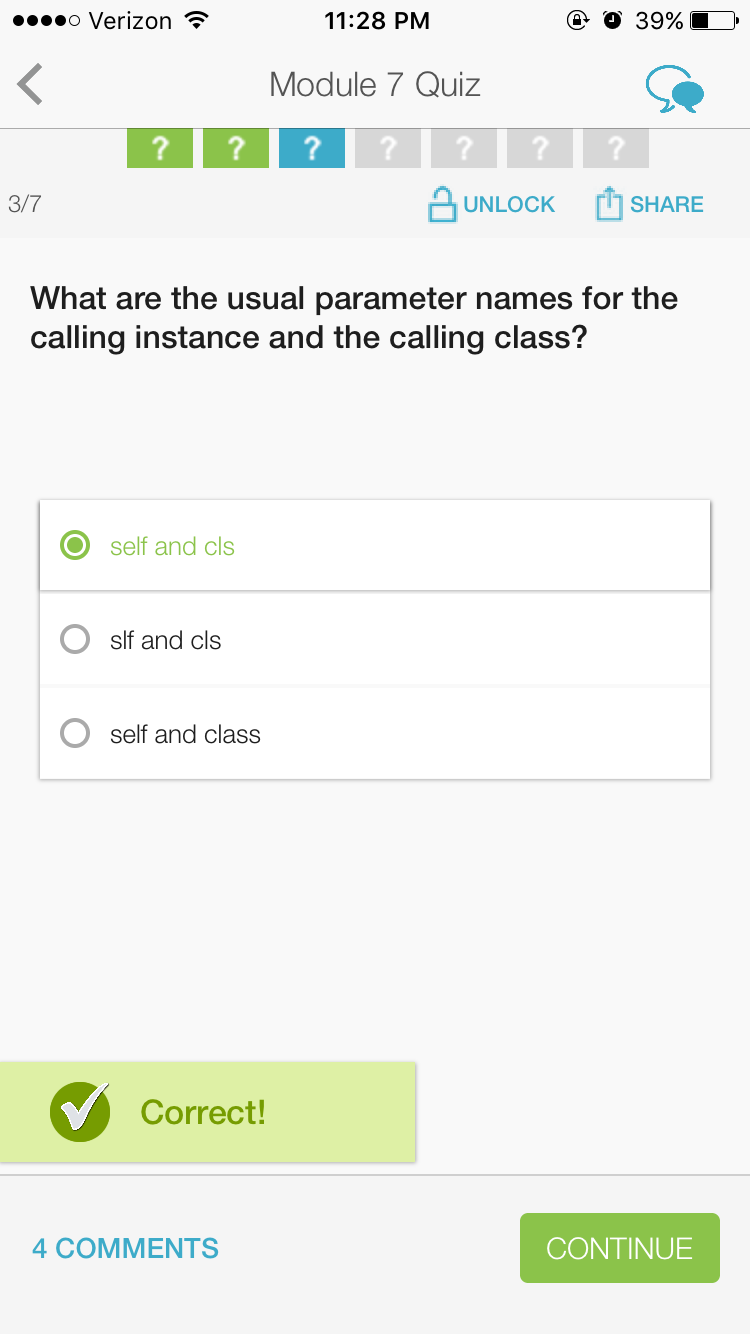 Verizon 11:28 PM 39%
Module 7 Quiz
? ? ? ? ? ? ?
3/7 UNLOCK SHARE
What are the usual parameter names for the
calling instance and the calling class?
self and cls
slf and cls
self and class
Correct!
4 COMMENTS CONTINUE